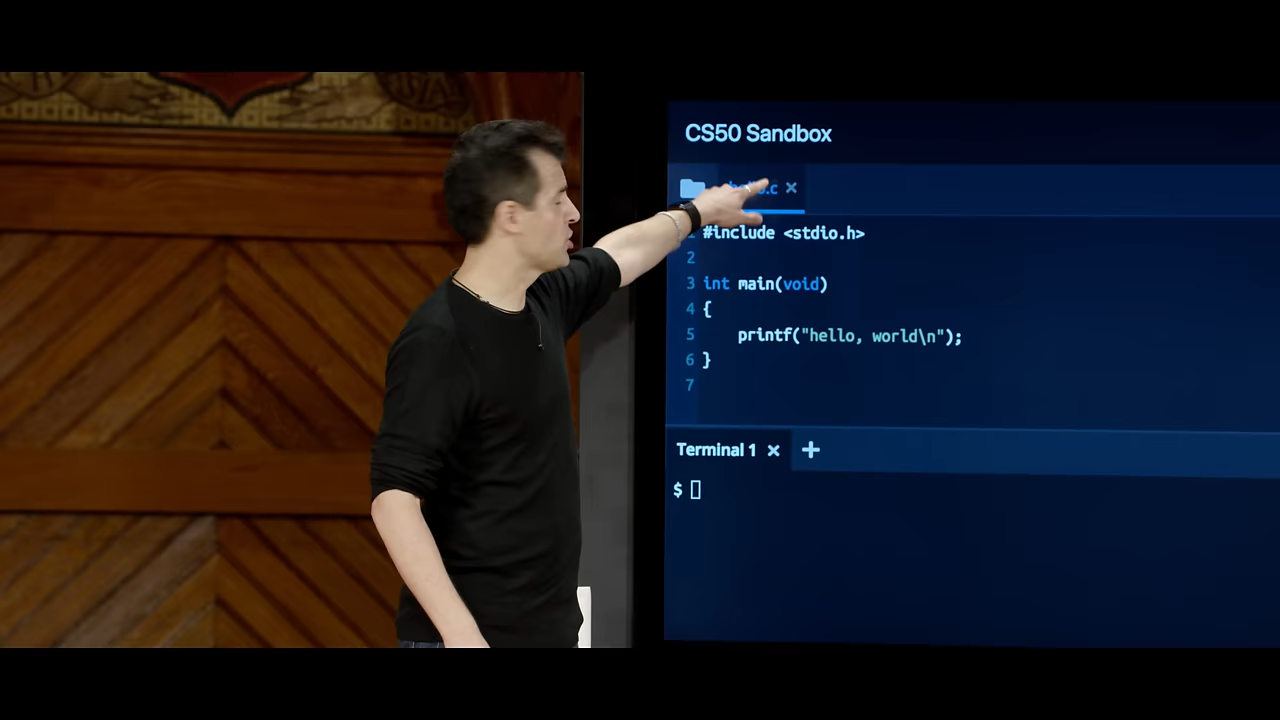 CS50 Sandbox
.c ×
#include <stdio.h>
2
3 int main(void)
4 {
5 printf("hello, world\n");
6 }
7
Terminal 1 × +
$